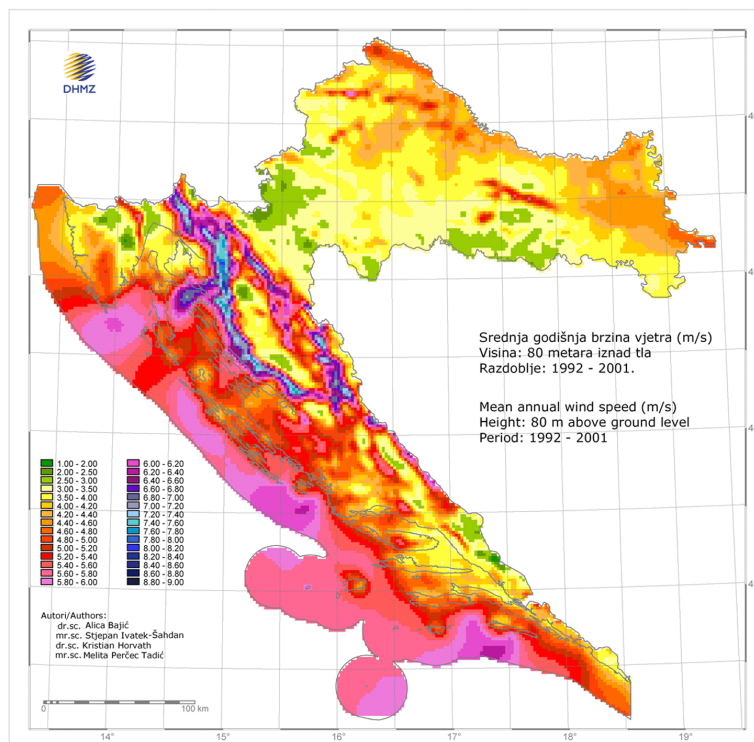 DHMZ
Srednja godišnja brzina vjetra (m/s)
Visina: 80 metara iznad tla
Razdoblje: 1992 - 2001.
Mean annual wind speed (m/s)
Height: 80 m above ground level
Period: 1992 - 2001
1.00 - 2.00
2.00 - 2.50
2.50 - 3.00
3.00 - 3.50
3.50 - 4.00
4.00 - 4.20
4.20 - 4.40
4.40 - 4.60
4.60 - 4.80
4.80 - 5.00
5.00 - 5.20
5.20 - 5.40
5.40 - 5.60
5.60 - 5.80
5.80 - 6.00
6.00 - 6.20
6.20 - 6.40
6.40 - 6.60
6.60 - 6.80
6.80 - 7.00
7.00 - 7.20
7.20 - 7.40
7.40 - 7.60
7.60 - 7.80
7.80 - 8.00
8.00 - 8.20
8.20 - 8.40
8.40 - 8.60
8.60 - 8.80
8.80 - 9.00
Autori/Authors:
dr.sc. Alica Bajić
mr.sc. Stjepan Ivatek-Šahdan
dr.sc. Kristian Horvath
mr.sc. Melita Perčec Tadić
0 100 km
14° 15° 16° 17° 18° 19°